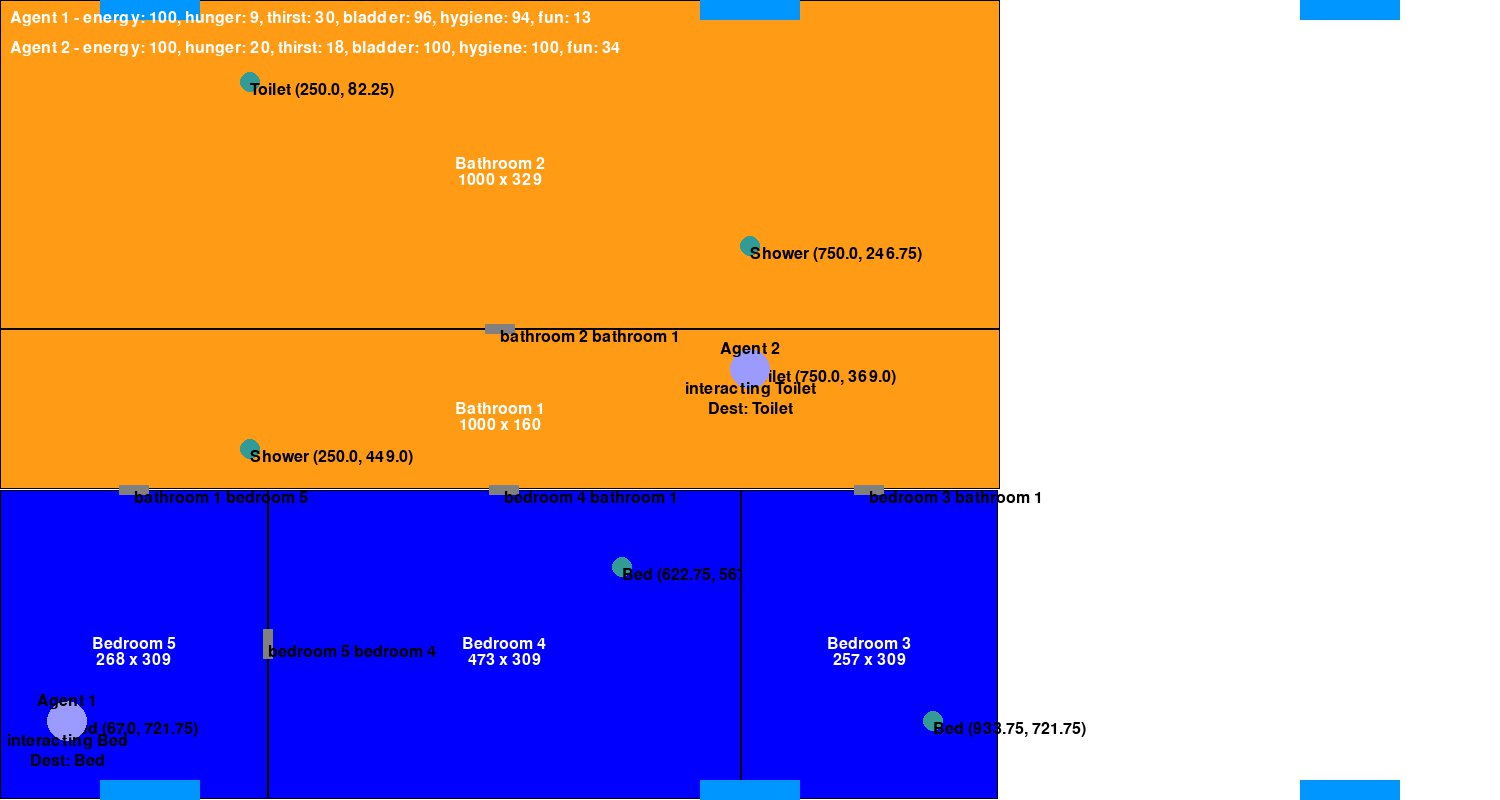 Agent 1 - energy: 100, hunger: 9, thirst: 30, bladder: 96, hygiene: 94, fun: 13
Agent 2 - energy: 100, hunger: 20, thirst: 18, bladder: 100, hygiene: 100, fun: 34
Toilet (250.0, 82.25)
Bathroom 2
1000 x 329
Shower (750.0, 246.75)
bathroom 2 bathroom 1
Agent 2
ilet (750.0, 369.0)
interacting Toilet
Dest: Toilet
Bathroom 1
1000 x 160
Shower (250.0, 449.0)
bathroom 1 bedroom 5
bedroom 4 bathroom 1
bedroom 3 bathroom 1
Bed (622.75, 56
Bedroom 5
268 x 309
bedroom 5 bedroom 4
Bedroom 4
473 x 309
Bedroom 3
257 x 309
Agent 1
d (67.0, 721.75)
interacting Bed
Dest: Bed
Bed (933.75, 721.75)